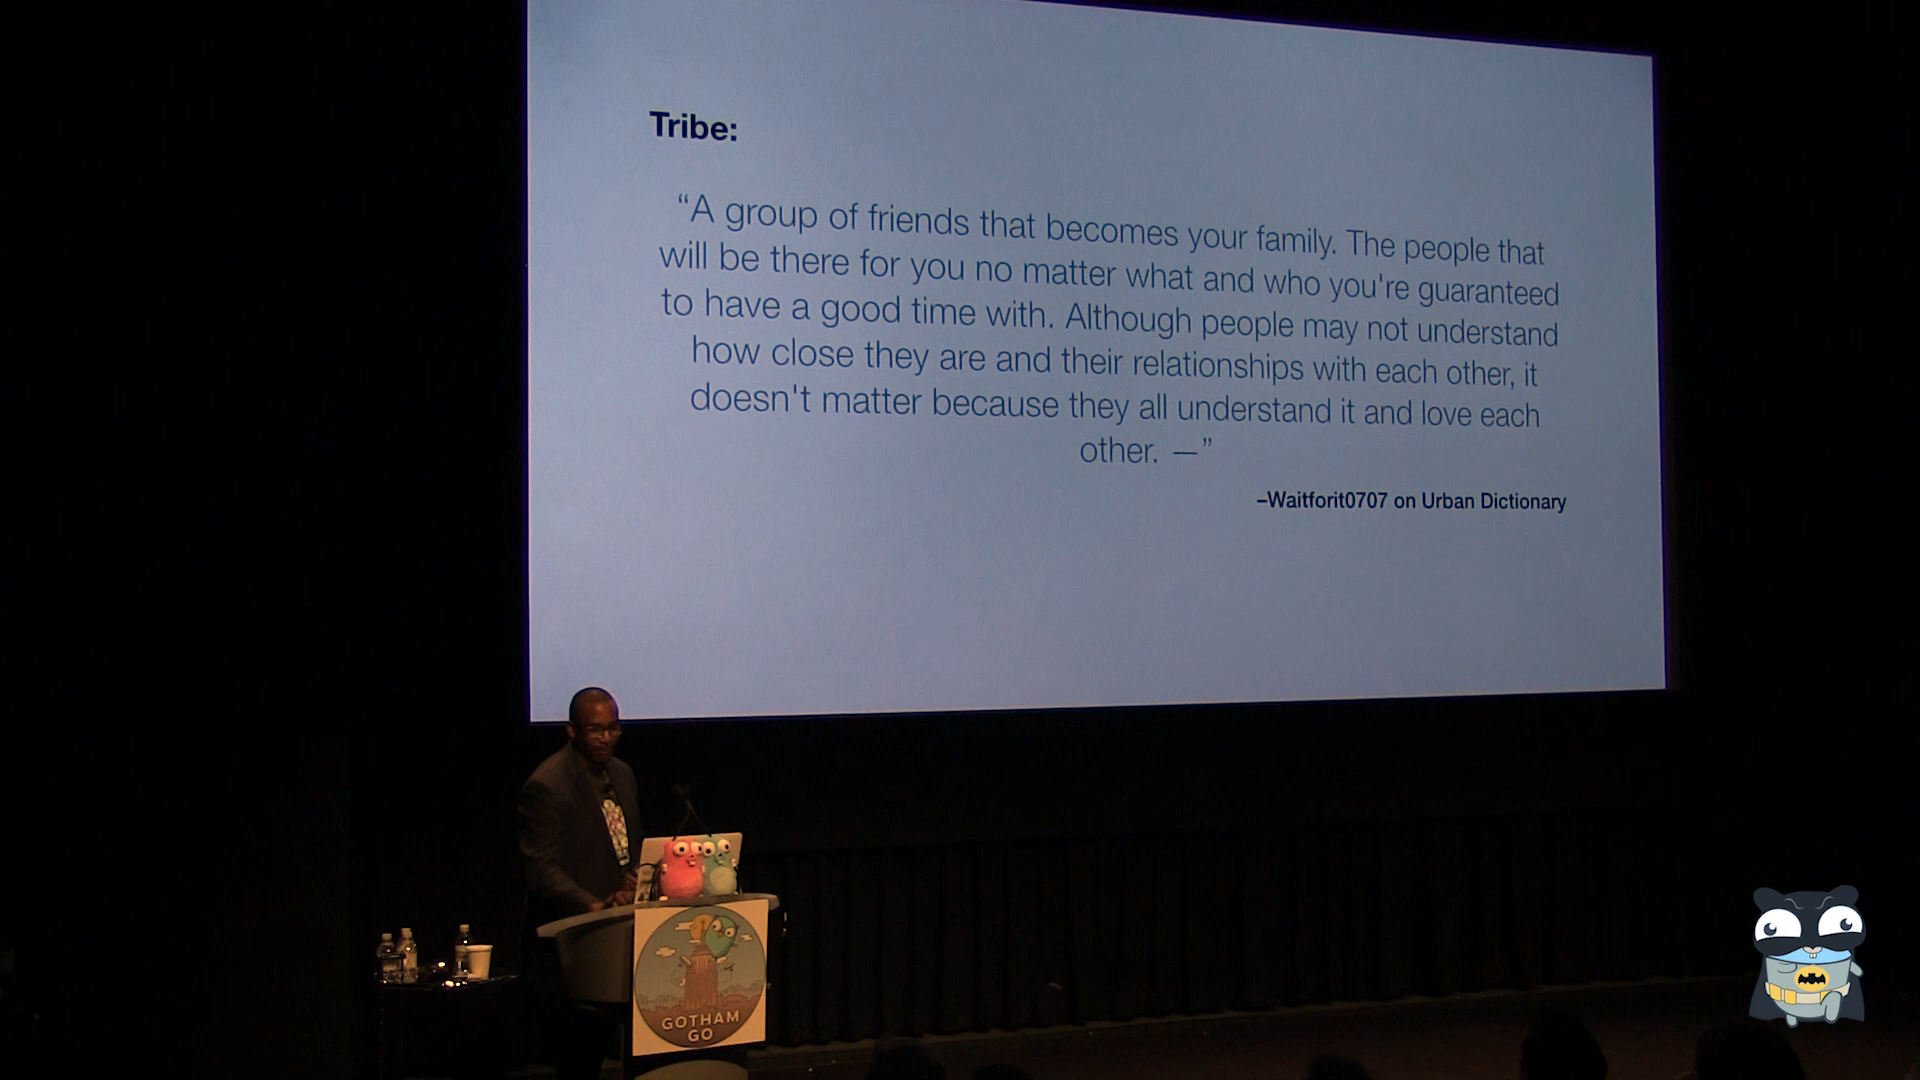 Tribe:
“A group of friends that becomes your family. The people that
will be there for you no matter what and who you're guaranteed
to have a good time with. Although people may not understand
how close they are and their relationships with each other, it
doesn't matter because they all understand it and love each
other. —”
–Waitforit0707 on Urban Dictionary
GOTHAM
GO